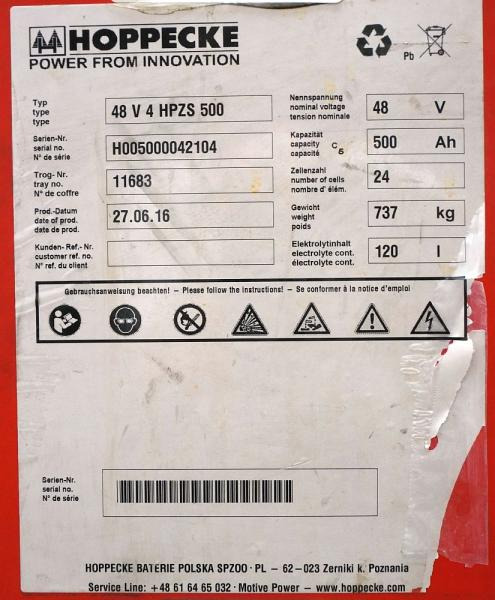 HOPPECKE
POWER FROM INNOVATION
Pb
Typ
type
type
48 V 4 HPZS 500
Serien-Nr.
serial no.
N° de série
H005000042104
Trog-Nr.
tray no.
N° de coffre
11683
Prod.-Datum
date of prod.
date de prod.
27.06.16
Kunden- Ref.- Nr.
customer ref. no.
N° ref. du client
Nennspannung
nominal voltage
tension nominale
48 V
Kapazität
capacity C5
capacité
500 Ah
Zellenzahl
number of cells
nombre d' élém.
24
Gewicht
weight
poids
737 kg
Elektrolytinhalt
electrolyte cont.
électrolyte cont.
120 l
Gebrauchsanweisung beachten! – Please follow the instructions! – Se conformer à la notice d'emploi
Serien-Nr.
serial no.
N° de série
HOPPECKE BATERIE POLSKA SPZOO · PL - 62–023 Zerniki k. Poznania
Service Line: +48 61 64 65 032 · Motive Power – www.hoppecke.com